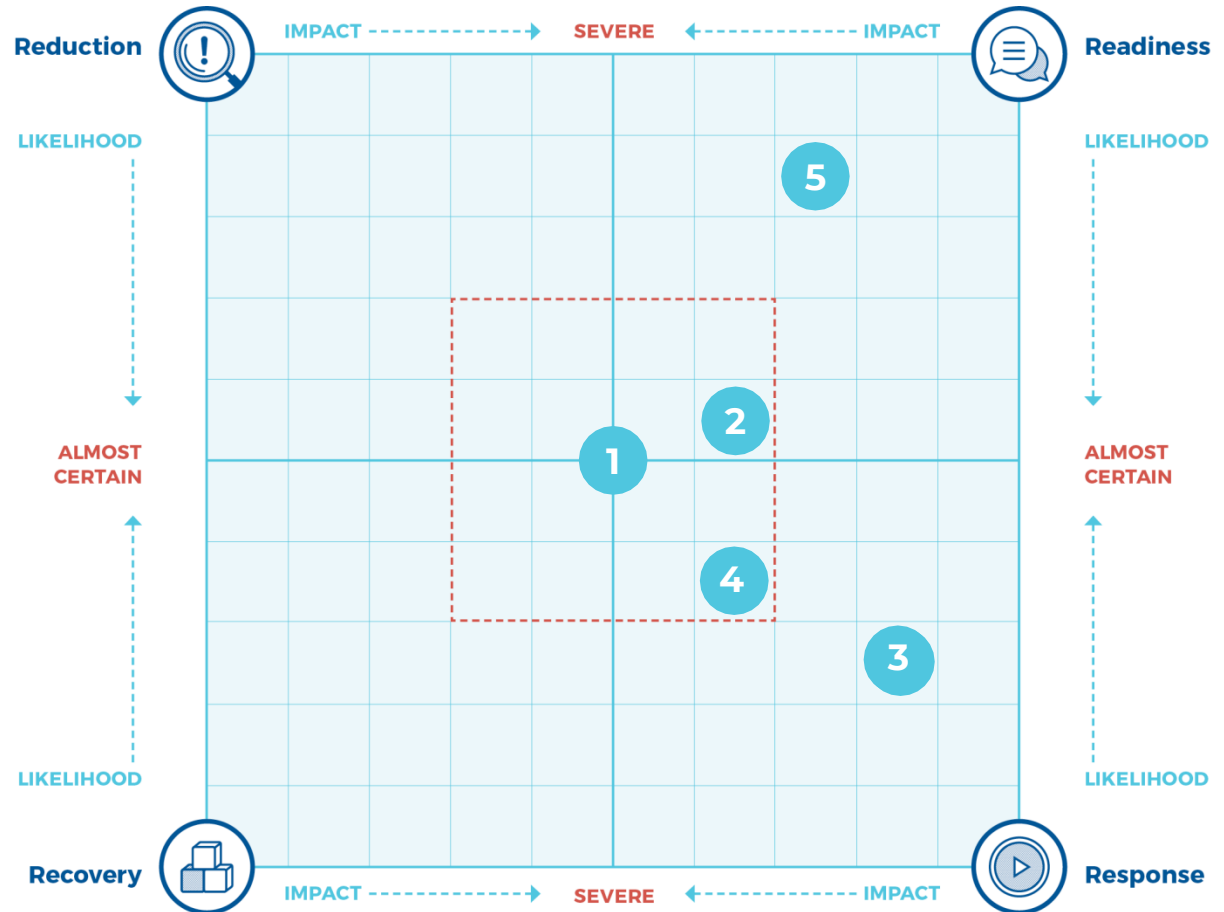 IMPACT SEVERE IMPACT
Reduction Readiness
LIKELIHOOD LIKELIHOOD
5
2
ALMOST ALMOST
CERTAIN CERTAIN
1
4
3
LIKELIHOOD LIKELIHOOD
Recovery Response
IMPACT SEVERE IMPACT